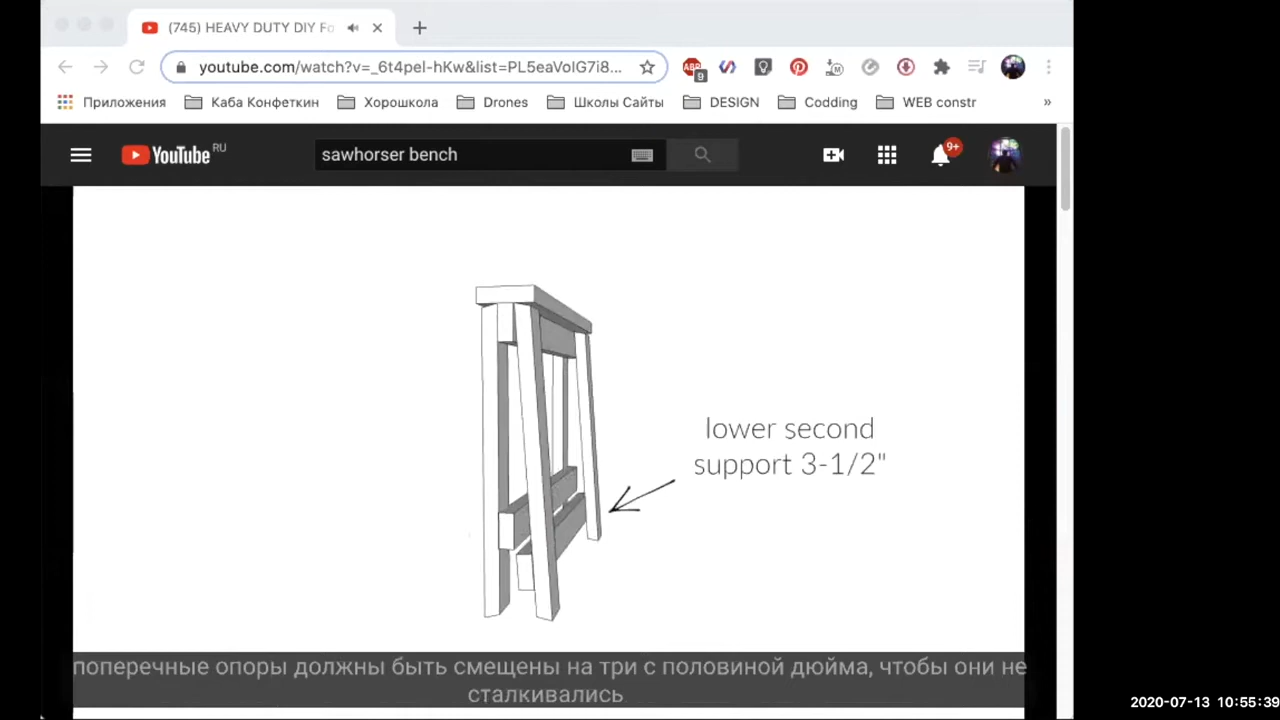 (745) HEAVY DUTY DIY Fo
youtube.com/watch?v=_6t4pel-hKw&list=PL5eaVolG7i8...
ABP
9
M
Приложения
Каба Конфеткин
Хорошкола
Drones
Школы Сайты
DESIGN
Codding
WEB constr
»
YouTube RU
sawhorser bench
9+
lower second
support 3-1/2"
поперечные опоры должны быть смещены на три с половиной дюйма, чтобы они не
сталкивались
2020-07-13 10:55:39